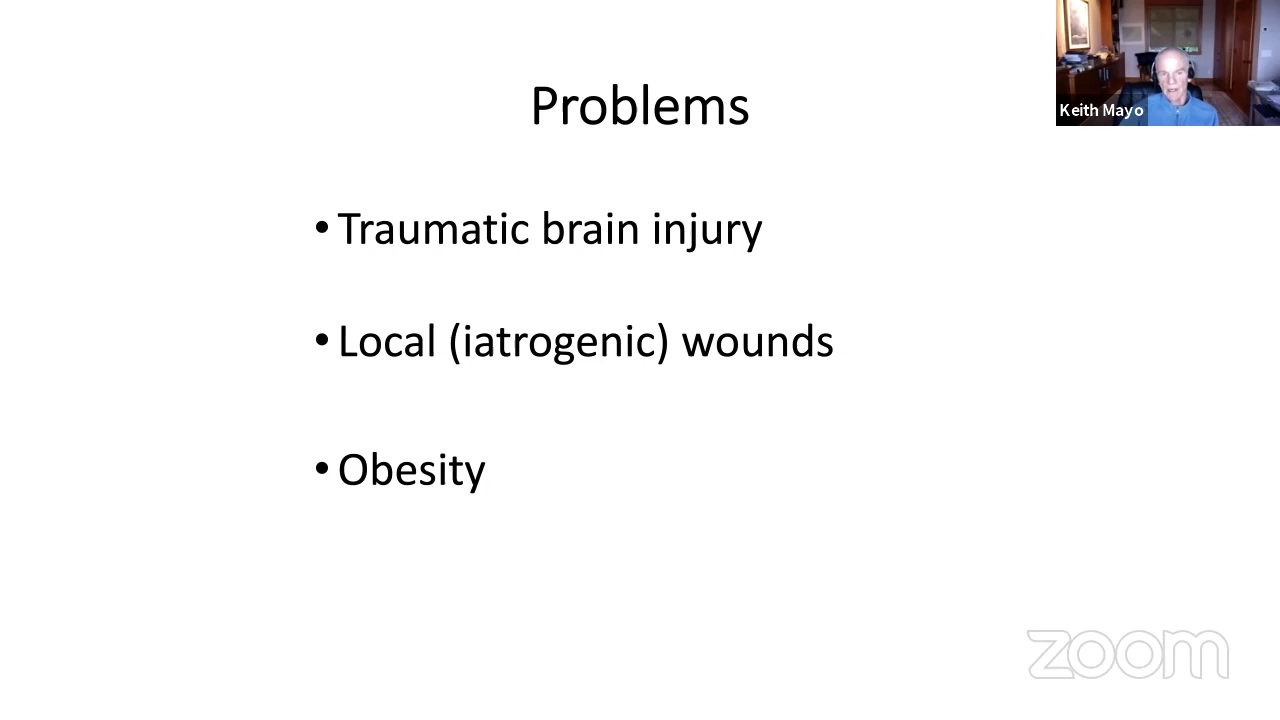 Problems
Keith Mayo
• Traumatic brain injury
• Local (iatrogenic) wounds
• Obesity
zoom